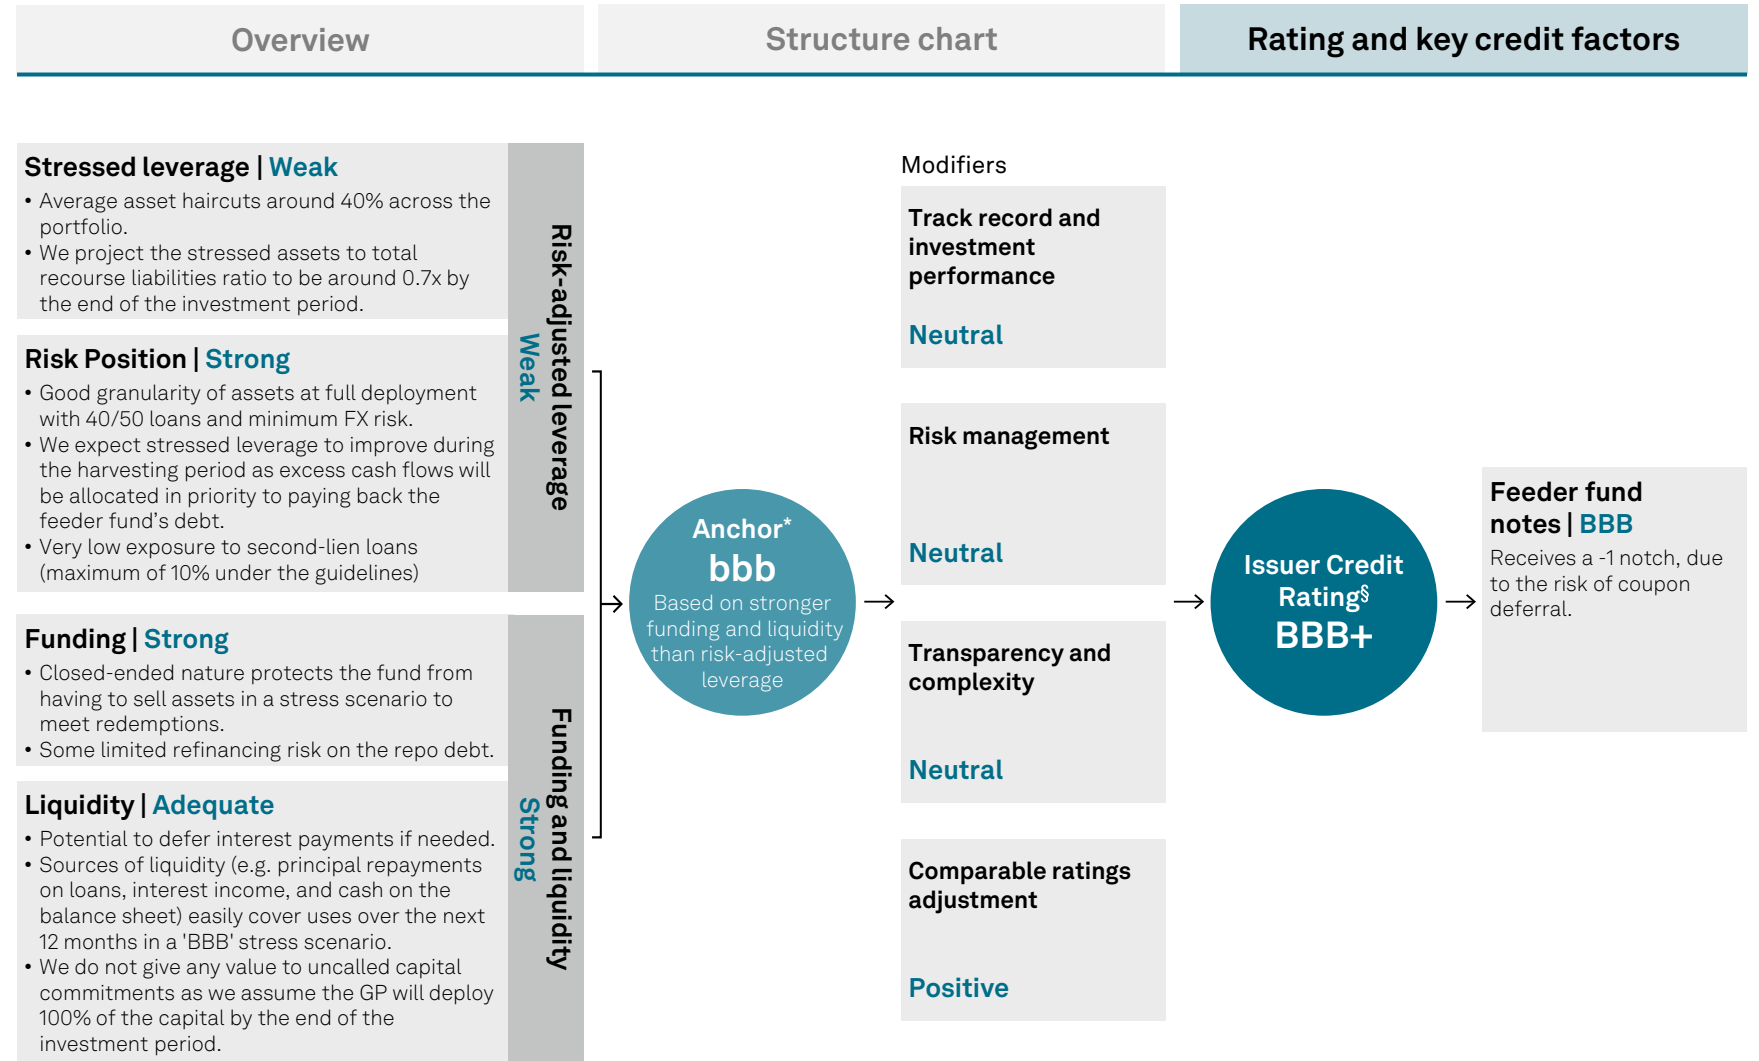 Overview
Structure chart
Rating and key credit factors
Stressed leverage | Weak
• Average asset haircuts around 40% across the
portfolio.
• We project the stressed assets to total
recourse liabilities ratio to be around 0.7x by
the end of the investment period.
Risk Position | Strong
• Good granularity of assets at full deployment
with 40/50 loans and minimum FX risk.
• We expect stressed leverage to improve during
the harvesting period as excess cash flows will
be allocated in priority to paying back the
feeder fund's debt.
• Very low exposure to second-lien loans
(maximum of 10% under the guidelines)
Risk-adjusted leverage
Weak
Funding | Strong
• Closed-ended nature protects the fund from
having to sell assets in a stress scenario to
meet redemptions.
• Some limited refinancing risk on the repo debt.
Liquidity | Adequate
• Potential to defer interest payments if needed.
• Sources of liquidity (e.g. principal repayments
on loans, interest income, and cash on the
balance sheet) easily cover uses over the next
12 months in a 'BBB' stress scenario.
• We do not give any value to uncalled capital
commitments as we assume the GP will deploy
100% of the capital by the end of the
investment period.
Funding and liquidity
Strong
Anchor*
bbb
Based on stronger
funding and liquidity
than risk-adjusted
leverage
Modifiers
Track record and
investment
performance
Neutral
Risk management
Neutral
Transparency and
complexity
Neutral
Comparable ratings
adjustment
Positive
Issuer Credit
Rating§
BBB+
Feeder fund
notes | BBB
Receives a -1 notch, due
to the risk of coupon
deferral.